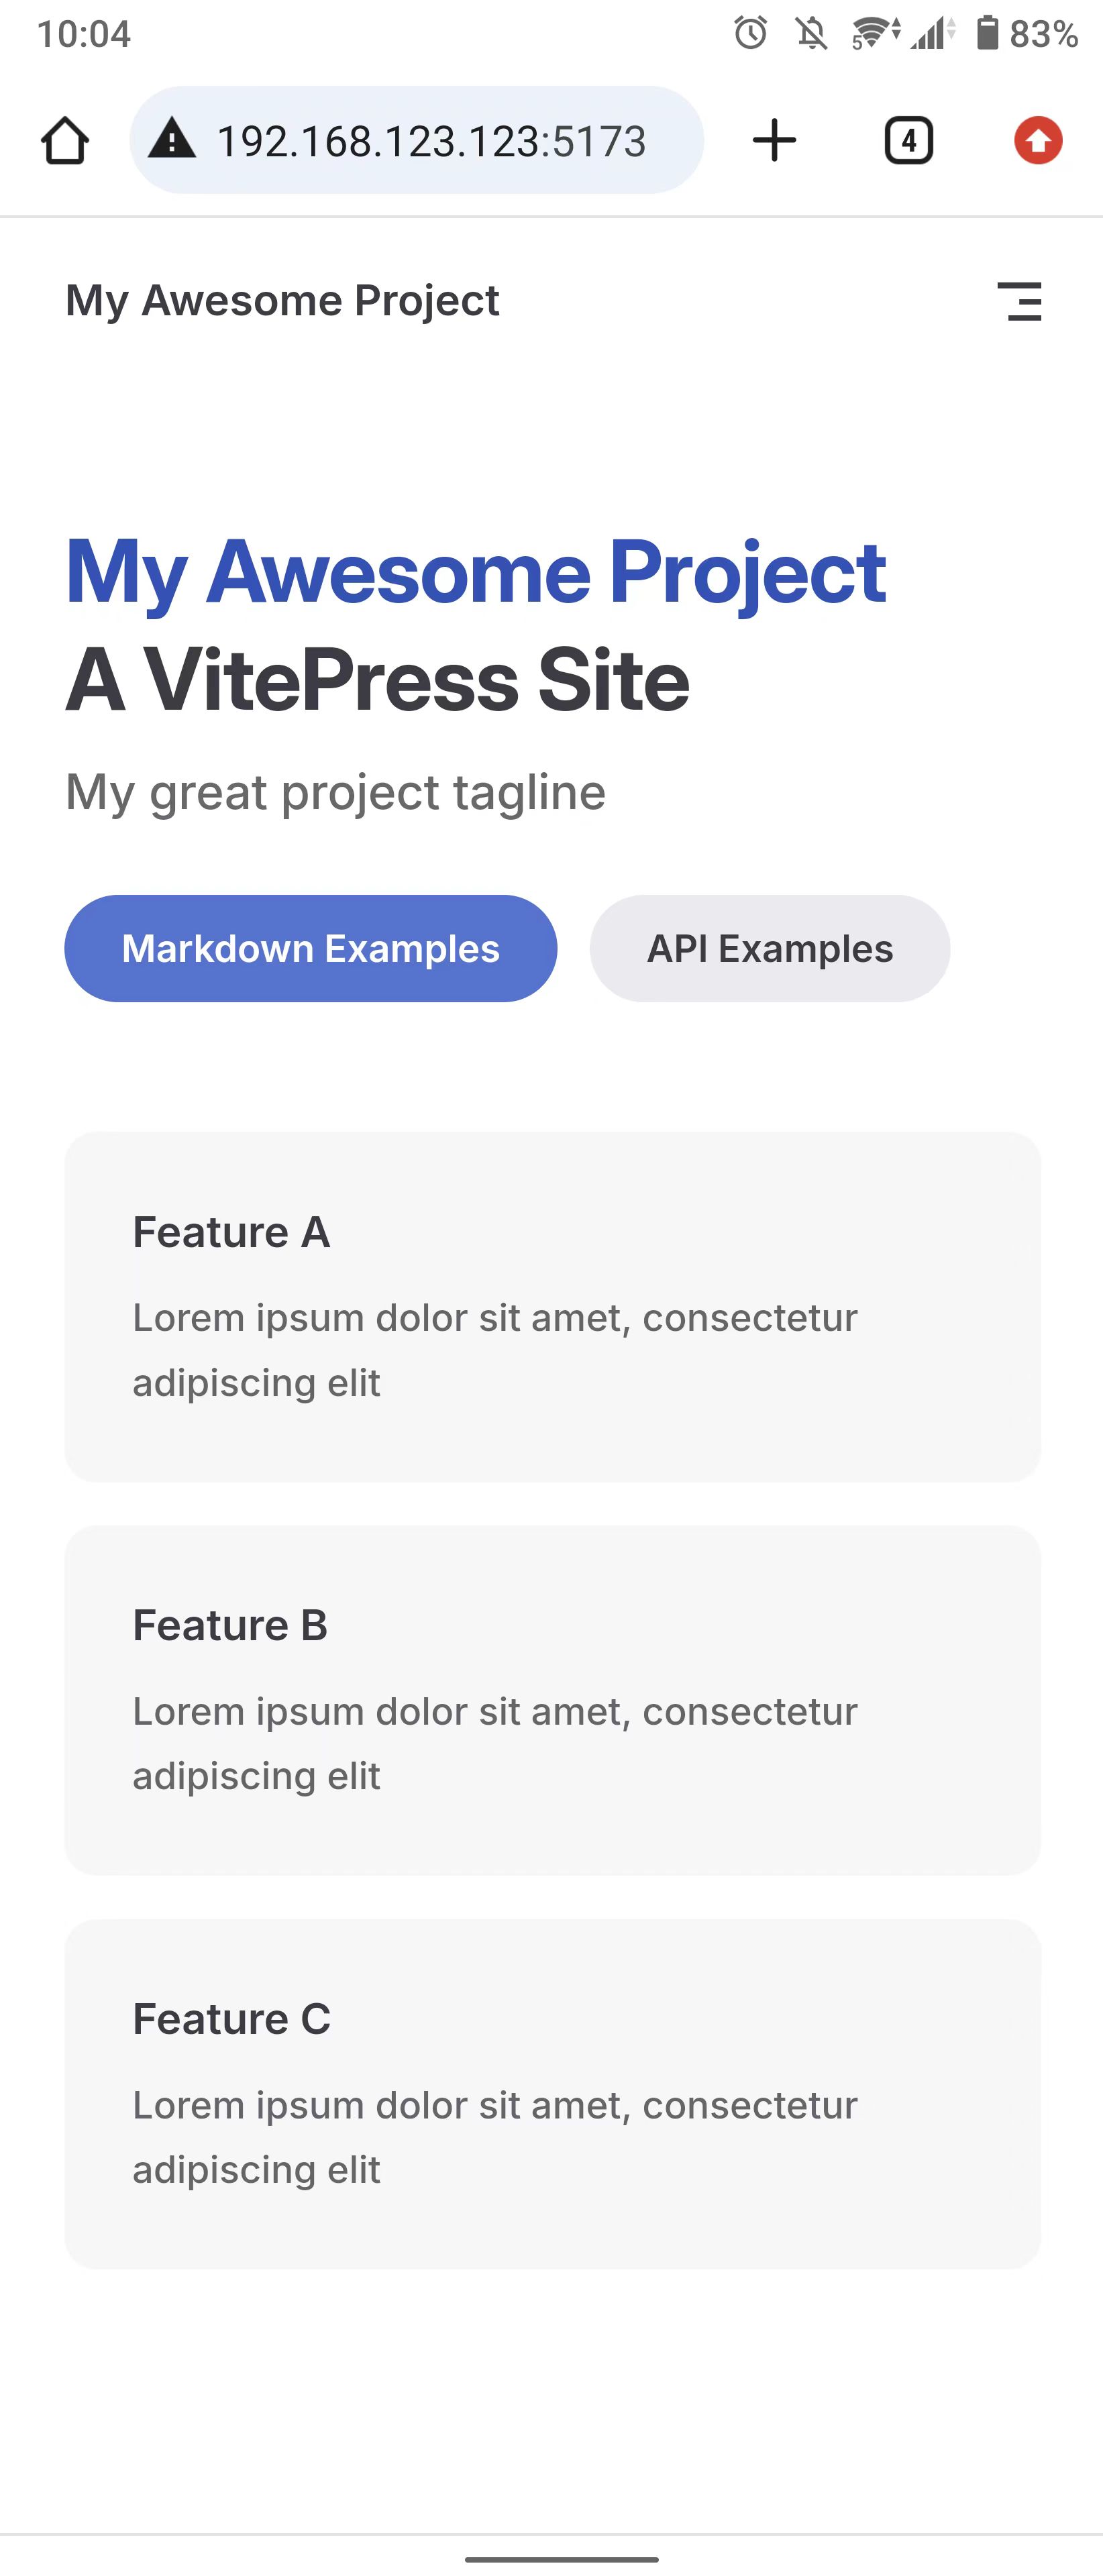 10:04
5
83%
192.168.123.123:5173
4
My Awesome Project
My Awesome Project
A VitePress Site
My great project tagline
Markdown Examples
API Examples
Feature A
Lorem ipsum dolor sit amet, consectetur
adipiscing elit
Feature B
Lorem ipsum dolor sit amet, consectetur
adipiscing elit
Feature C
Lorem ipsum dolor sit amet, consectetur
adipiscing elit